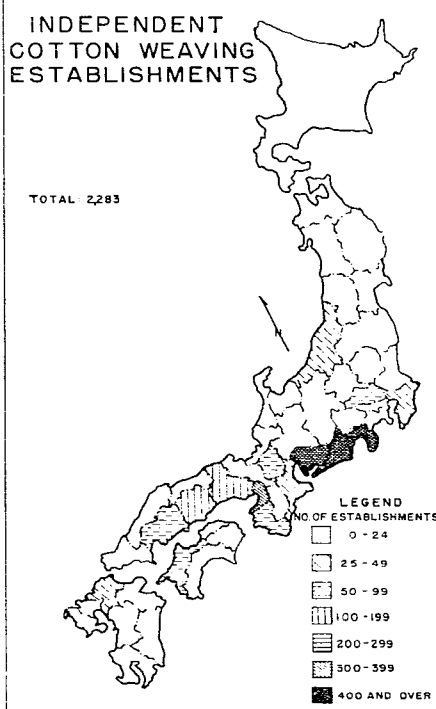 INDEPENDENT
COTTON WEAVING
ESTABLISHMENTS
TOTAL: 2,283
N
LEGEND
NO. OF ESTABLISHMENTS
0-24
25-49
50-99
100-199
200-299
300-399
400 AND OVER